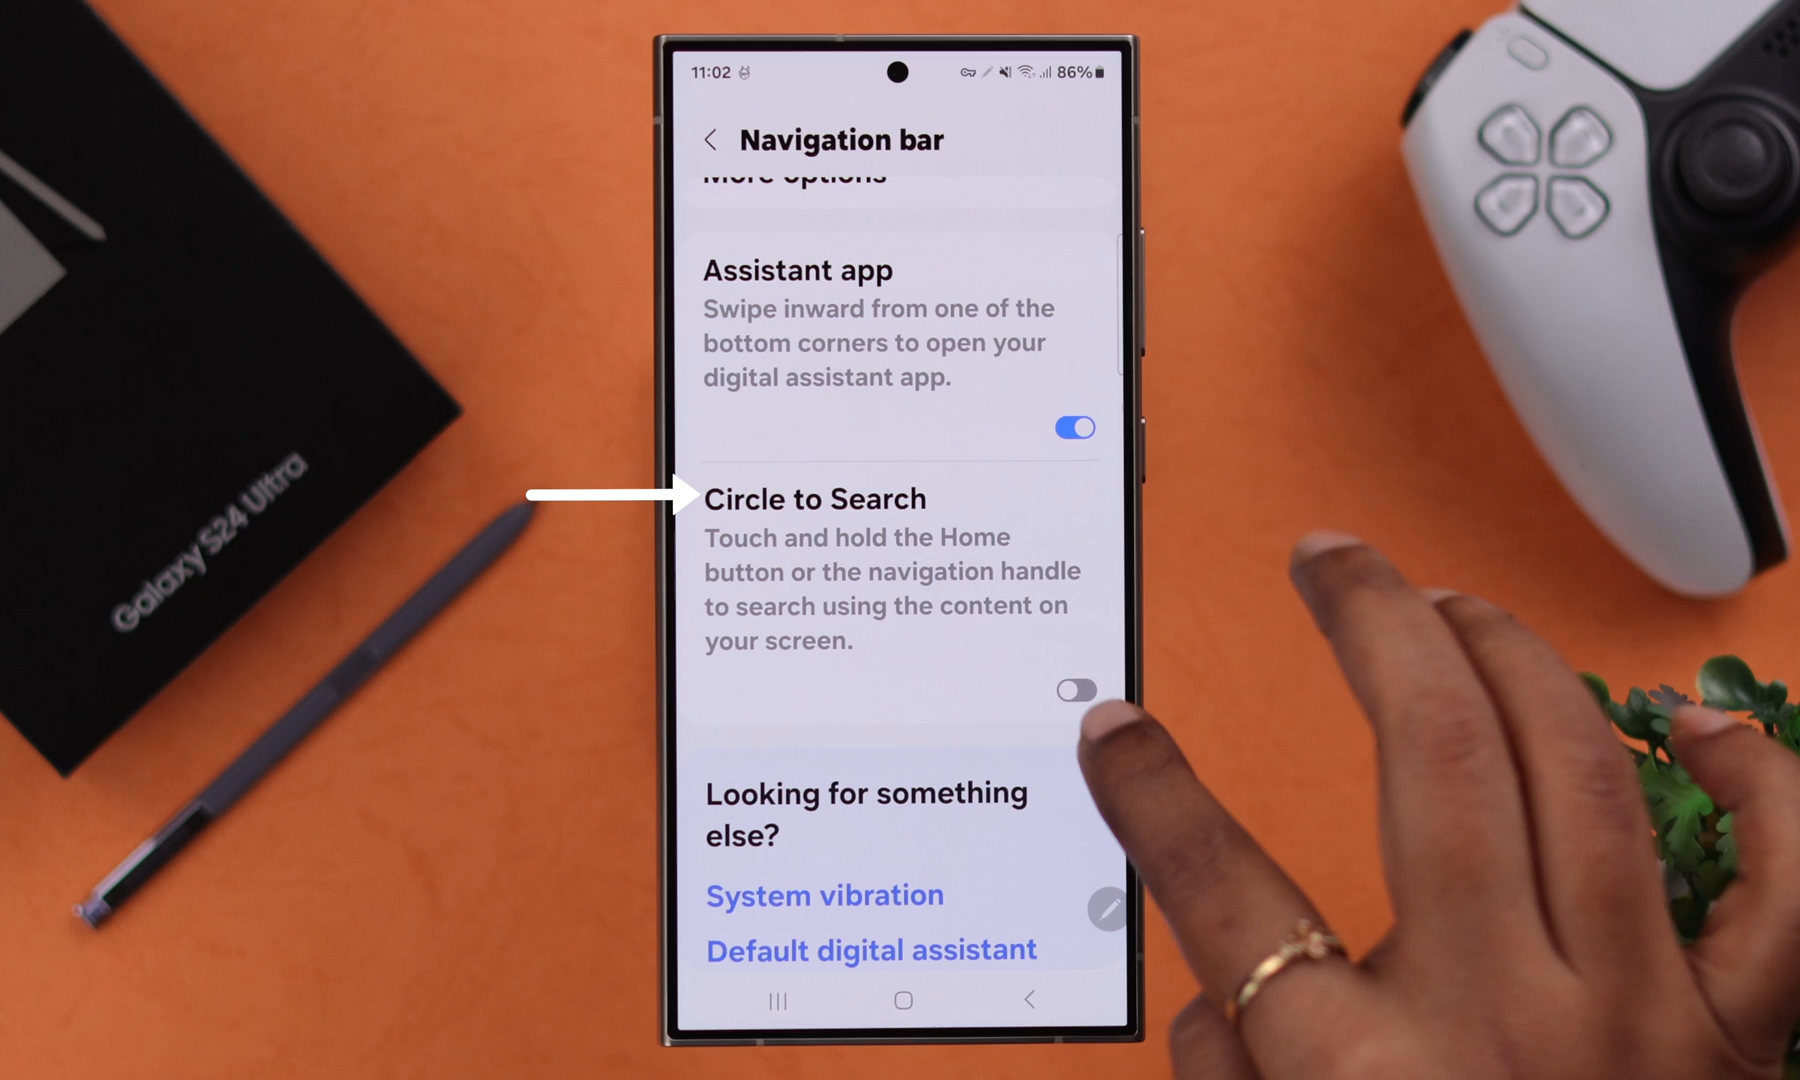 11:02
86%
Navigation bar
More options
Assistant app
Swipe inward from one of the
bottom corners to open your
digital assistant app.
Circle to Search
Touch and hold the Home
button or the navigation handle
to search using the content on
your screen.
Looking for something
else?
System vibration
Default digital assistant
Galaxy S24 Ultra